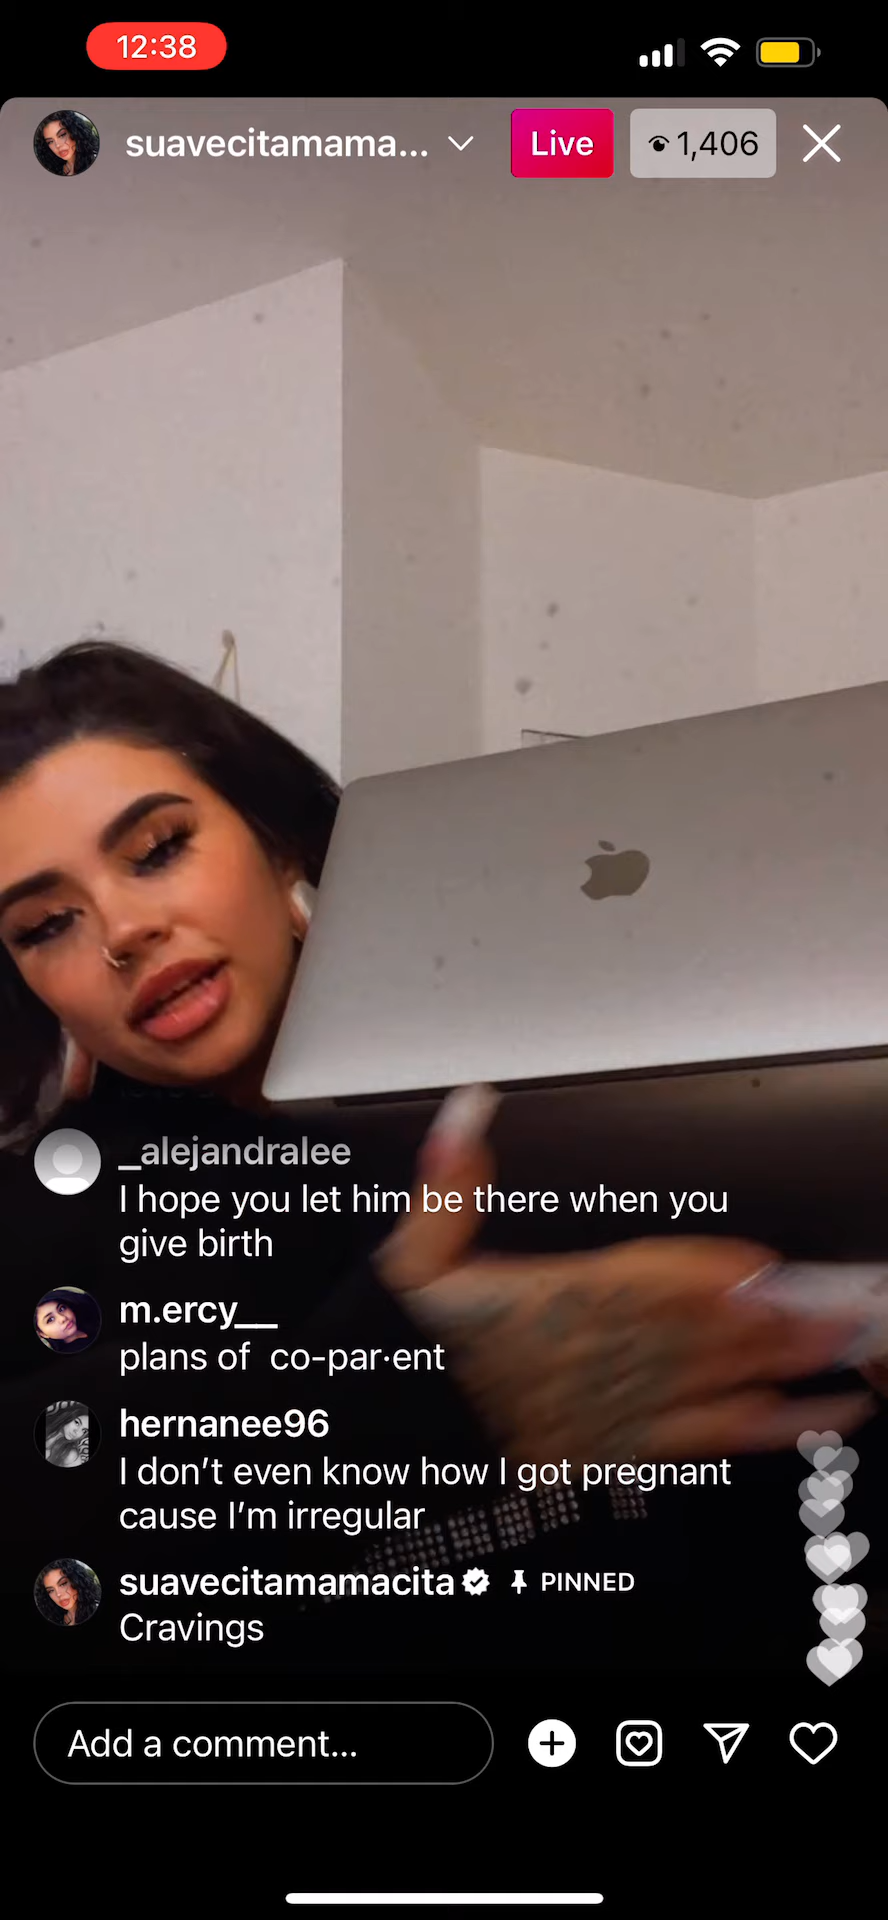 12:38
suavecitamama...
Live
1,406
_alejandralee
I hope you let him be there when you
give birth
m.ercy__
plans of co-par·ent
hernanee96
I don’t even know how I got pregnant
cause I’m irregular
suavecitamamacita PINNED
Cravings
Add a comment...